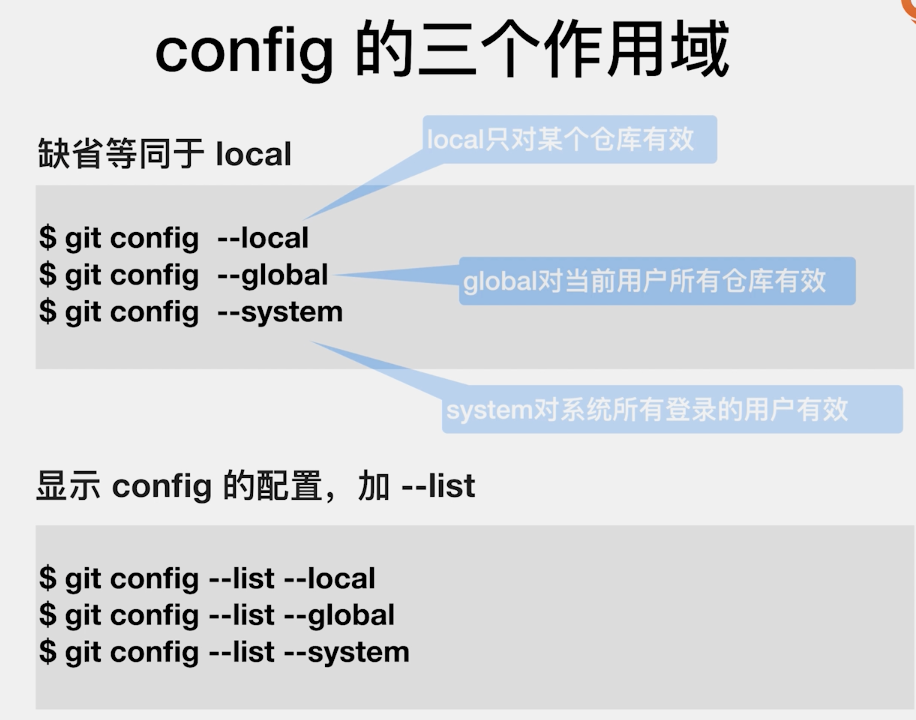 config 的三个作用域
缺省等同于 local
local只对某个仓库有效
$ git config  --local
$ git config  --global
global对当前用户所有仓库有效
$ git config  --system
system对系统所有登录的用户有效
显示 config 的配置，加 --list
$ git config --list --local
$ git config --list --global
$ git config --list --system